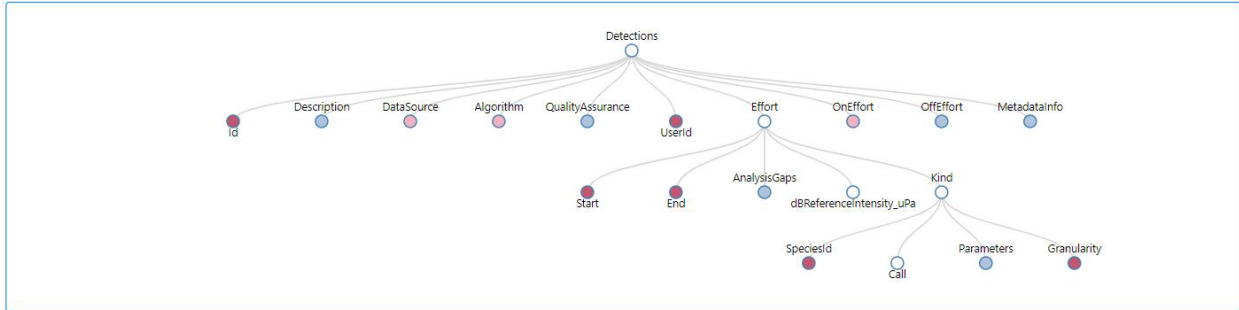 Detections
Description
DataSource
Algorithm
QualityAssurance
Effort
OnEffort
OffEffort
MetadataInfo
Id
UserId
AnalysisGaps
Kind
Start
End
dBReferenceIntensity_uPa
SpeciesId
Parameters
Granularity
Call